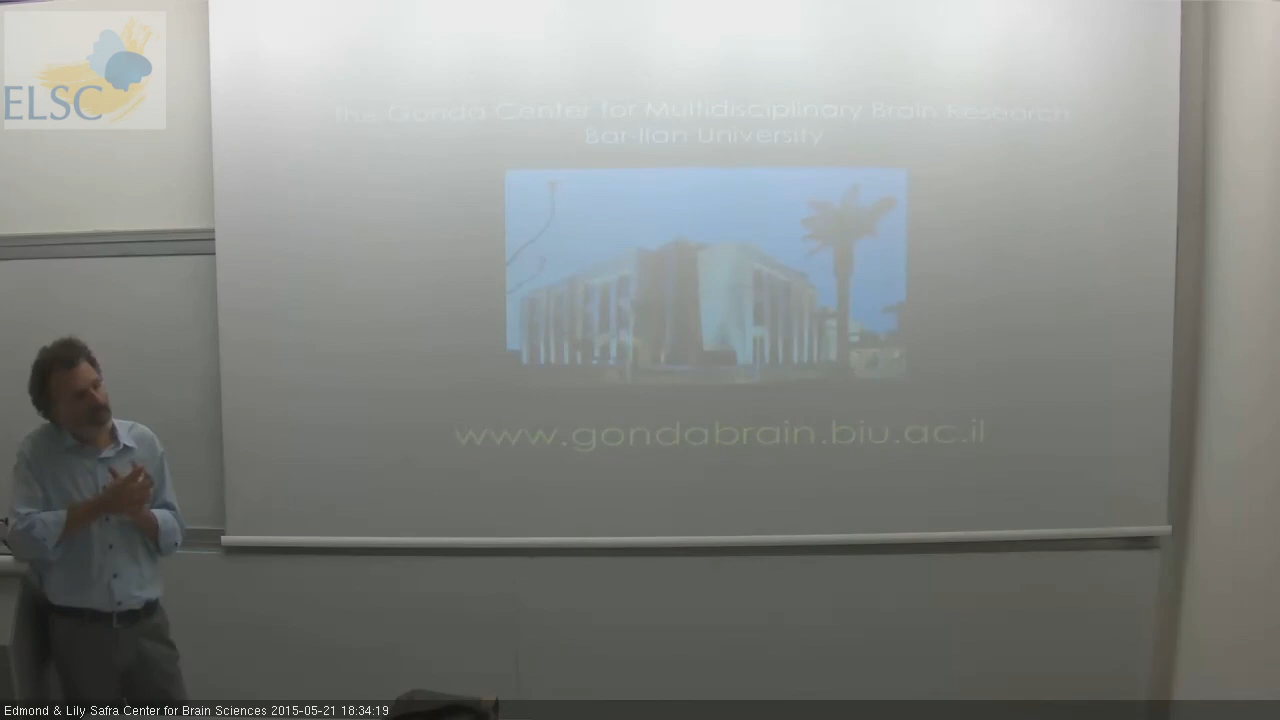 ELSC
The Gonda Center for Multidisciplinary Brain Research
Bar-Ilan University
www.gondabrain.biu.ac.il
Edmond & Lily Safra Center for Brain Sciences 2015-05-21 18:34:19